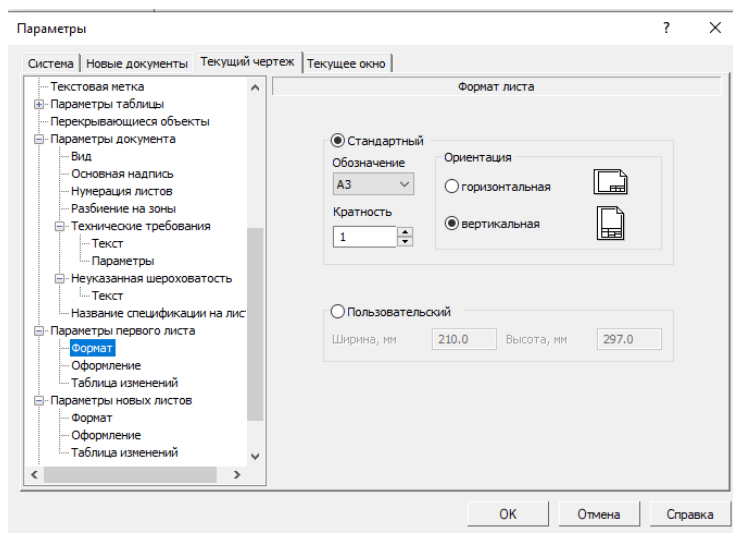 Параметры
?
Система
Новые документы
Текущий чертеж
Текущее окно
Текстовая метка
Параметры таблицы
Перекрывающиеся объекты
Параметры документа
Вид
Основная надпись
Нумерация листов
Разбиение на зоны
Технические требования
Текст
Параметры
Неуказанная шероховатость
Текст
Название спецификации на лис
Параметры первого листа
Формат
Оформление
Таблица изменений
Параметры новых листов
Формат
Оформление
Таблица изменений
Формат листа
Стандартный
Обозначение
A3
Кратность
1
Ориентация
горизонтальная
вертикальная
Пользовательский
Ширина, мм 210.0 Высота, мм 297.0
OK Отмена Справка